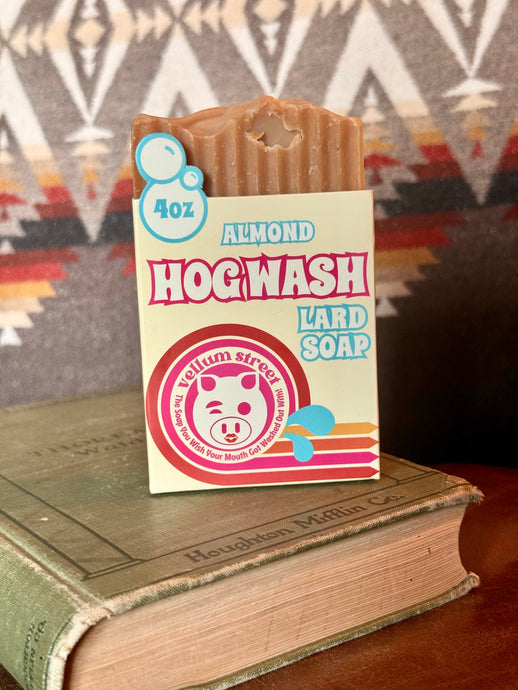 4oz
ALMOND
HOGWASH
LARD
SOAP
vellum street
The Soap You Wish Your Mouth Got Washed Out With!
Houghton Mifflin Co.